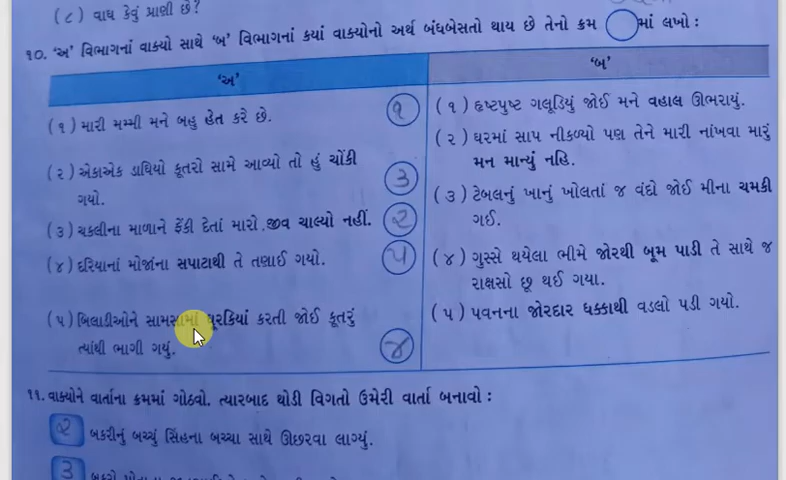 (૮) વાઘ કેવું પ્રાણી છે?
૧૦. ‘અ’ વિભાગનાં વાક્યો સાથે ‘બ’ વિભાગનાં કયાં વાક્યોનો અર્થ બંધબેસતો થાય છે તેનો ક્રમ માં લખો :
‘અ’
(૧) મારી મમ્મી મને બહુ હેત કરે છે. ૧
(૨) એકાએક ડાઘિયો કૂતરો સામે આવ્યો તો હું ચોંકી
ગયો. ૩
(૩) ચકલીના માળાને ફેંકી દેતાં મારો જીવ ચાલ્યો નહીં. ૨
(૪) દરિયાનાં મોજાંના સપાટાથી તે તણાઈ ગયો. ૫
(૫) બિલાડીઓને સામસામાં ઘૂરકિયાં કરતી જોઈ કૂતરું
ત્યાંથી ભાગી ગયું. ૪
‘બ’
(૧) હૃષ્ટપુષ્ટ ગલૂડિયું જોઈ મને વહાલ ઊભરાયું.
(૨) ઘરમાં સાપ નીકળ્યો પણ તેને મારી નાંખવા મારું
મન માન્યું નહિ.
(૩) ટેબલનું ખાનું ખોલતાં જ વંદો જોઈ મીના ચમકી
ગઈ.
(૪) ગુસ્સે થયેલા ભીમે જોરથી બૂમ પાડી તે સાથે જ
રાક્ષસો છૂ થઈ ગયા.
(૫) પવનના જોરદાર ધક્કાથી વડલો પડી ગયો.
૧૧. વાક્યોને વાર્તાના ક્રમમાં ગોઠવો. ત્યારબાદ થોડી વિગતો ઉમેરી વાર્તા બનાવો :
૨ બકરીનું બચ્ચું સિંહના બચ્ચા સાથે ઊછરવા લાગ્યું.
૩